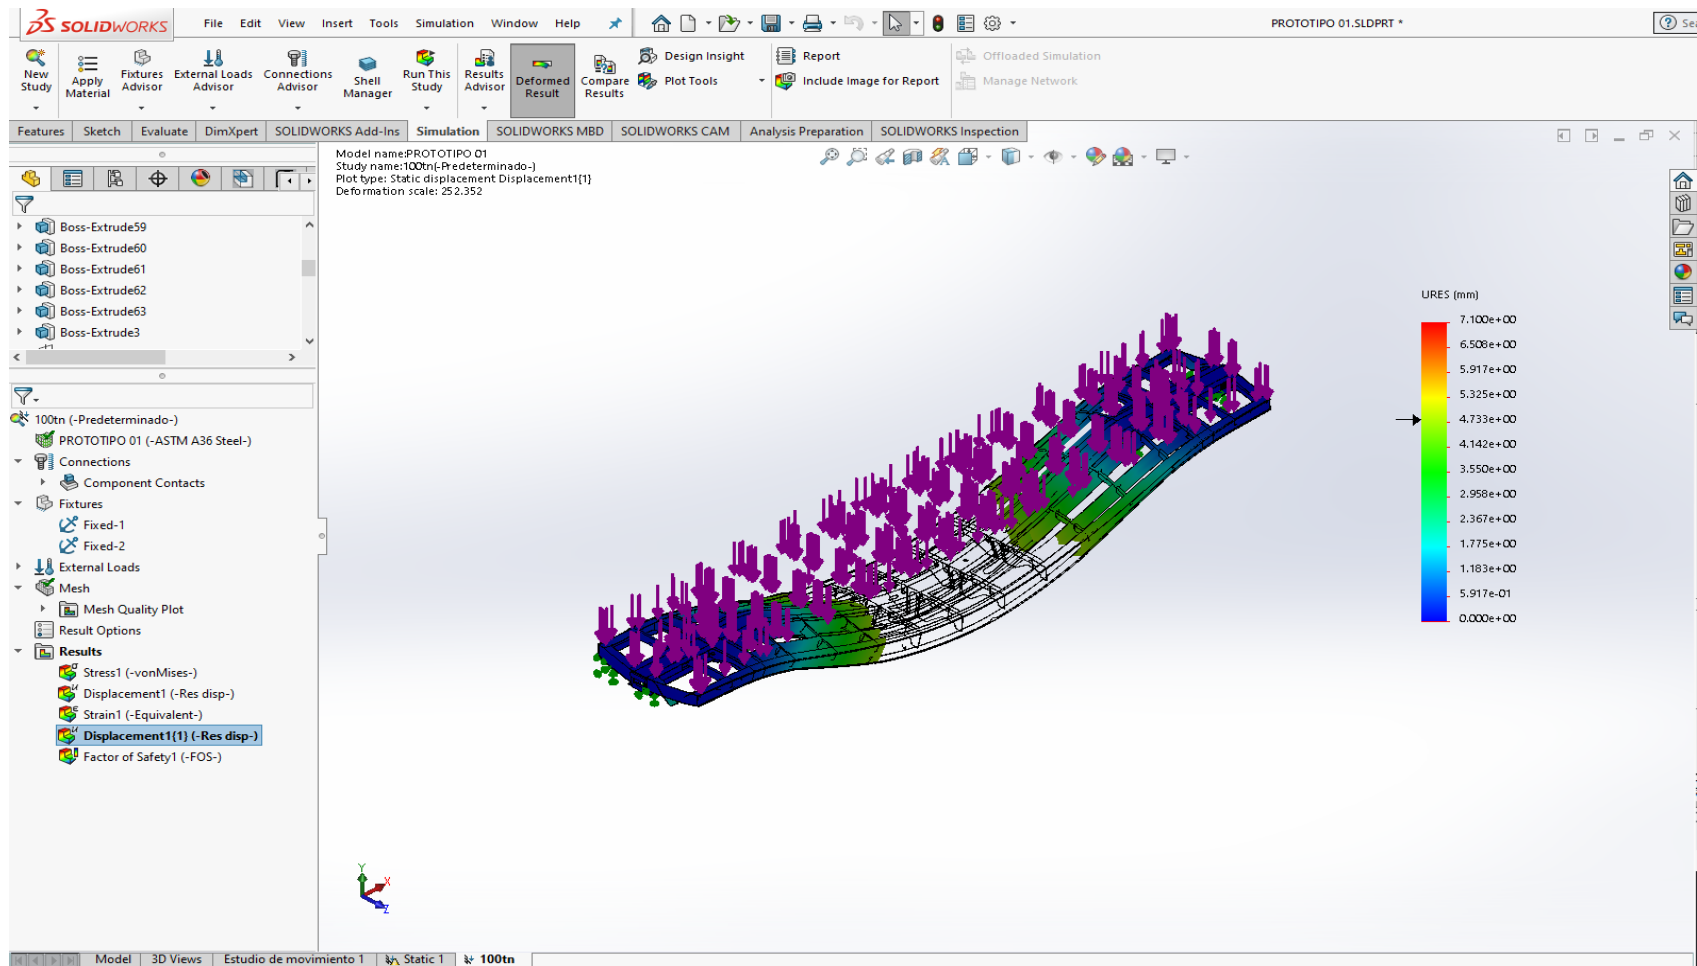 SOLIDWORKS File Edit View Insert Tools Simulation Window Help PROTOTIPO 01.SLDPRT * Sea
New Study
Apply Material
Fixtures Advisor
External Loads Advisor
Connections Advisor
Shell Manager
Run This Study
Results Advisor
Deformed Result
Compare Results
Design Insight
Plot Tools
Report
Include Image for Report
Offloaded Simulation
Manage Network
Features Sketch Evaluate DimXpert SOLIDWORKS Add-Ins Simulation SOLIDWORKS MBD SOLIDWORKS CAM Analysis Preparation SOLIDWORKS Inspection
Model name:PROTOTIPO 01
Study name:100tn(-Predeterminado-)
Plot type: Static displacement Displacement1{1}
Deformation scale: 252.352
Boss-Extrude59
Boss-Extrude60
Boss-Extrude61
Boss-Extrude62
Boss-Extrude63
Boss-Extrude3
100tn (-Predeterminado-)
PROTOTIPO 01 (-ASTM A36 Steel-)
Connections
Component Contacts
Fixtures
Fixed-1
Fixed-2
External Loads
Mesh
Mesh Quality Plot
Result Options
Results
Stress1 (-vonMises-)
Displacement1 (-Res disp-)
Strain1 (-Equivalent-)
Displacement1{1} (-Res disp-)
Factor of Safety1 (-FOS-)
URES (mm)
7.100e+00
6.508e+00
5.917e+00
5.325e+00
4.733e+00
4.142e+00
3.550e+00
2.958e+00
2.367e+00
1.775e+00
1.183e+00
5.917e-01
0.000e+00
Y
X
Z
Model 3D Views Estudio de movimiento 1 Static 1 100tn